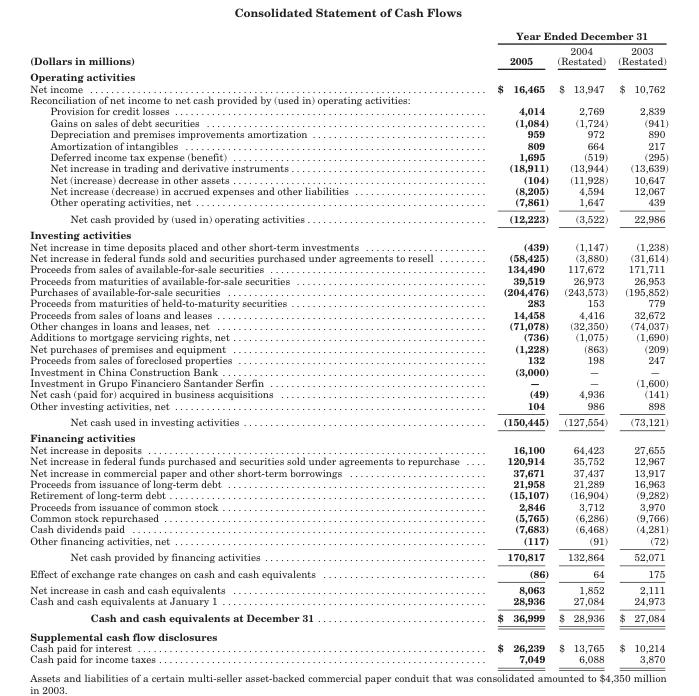 Consolidated Statement of Cash Flows
Year Ended December 31
2004 2003
(Dollars in millions) 2005 (Restated) (Restated)
Operating activities
Net income $ 16,465 $ 13,947 $ 10,762
Reconciliation of net income to net cash provided by (used in) operating activities:
Provision for credit losses 4,014 2,769 2,839
Gains on sales of debt securities (1,084) (1,724) (941)
Depreciation and premises improvements amortization 959 972 890
Amortization of intangibles 809 664 217
Deferred income tax expense (benefit) 1,695 (519) (295)
Net increase in trading and derivative instruments (18,911) (13,944) (13,639)
Net (increase) decrease in other assets (104) (11,928) 10,647
Net increase (decrease) in accrued expenses and other liabilities (8,205) 4,594 12,067
Other operating activities, net (7,861) 1,647 439
Net cash provided by (used in) operating activities (12,223) (3,522) 22,986
Investing activities
Net increase in time deposits placed and other short-term investments (439) (1,147) (1,238)
Net increase in federal funds sold and securities purchased under agreements to resell (58,425) (3,880) (31,614)
Proceeds from sales of available-for-sale securities 134,490 117,672 171,711
Proceeds from maturities of available-for-sale securities 39,519 26,973 26,953
Purchases of available-for-sale securities (204,476) (243,573) (195,852)
Proceeds from maturities of held-to-maturity securities 283 153 779
Proceeds from sales of loans and leases 14,458 4,416 32,672
Other changes in loans and leases, net (71,078) (32,350) (74,037)
Additions to mortgage servicing rights, net (736) (1,075) (1,690)
Net purchases of premises and equipment (1,228) (863) (209)
Proceeds from sales of foreclosed properties 132 198 247
Investment in China Construction Bank (3,000) — —
Investment in Grupo Financiero Santander Serfin — — (1,600)
Net cash (paid for) acquired in business acquisitions (49) 4,936 (141)
Other investing activities, net 104 986 898
Net cash used in investing activities (150,445) (127,554) (73,121)
Financing activities
Net increase in deposits 16,100 64,423 27,655
Net increase in federal funds purchased and securities sold under agreements to repurchase 120,914 35,752 12,967
Net increase in commercial paper and other short-term borrowings 37,671 37,437 13,917
Proceeds from issuance of long-term debt 21,958 21,289 16,963
Retirement of long-term debt (15,107) (16,904) (9,282)
Proceeds from issuance of common stock 2,846 3,712 3,970
Common stock repurchased (5,765) (6,286) (9,766)
Cash dividends paid (7,683) (6,468) (4,281)
Other financing activities, net (117) (91) (72)
Net cash provided by financing activities 170,817 132,864 52,071
Effect of exchange rate changes on cash and cash equivalents (86) 64 175
Net increase in cash and cash equivalents 8,063 1,852 2,111
Cash and cash equivalents at January 1 28,936 27,084 24,973
Cash and cash equivalents at December 31 $ 36,999 $ 28,936 $ 27,084
Supplemental cash flow disclosures
Cash paid for interest $ 26,239 $ 13,765 $ 10,214
Cash paid for income taxes 7,049 6,088 3,870
Assets and liabilities of a certain multi-seller asset-backed commercial paper conduit that was consolidated amounted to $4,350 million
in 2003.